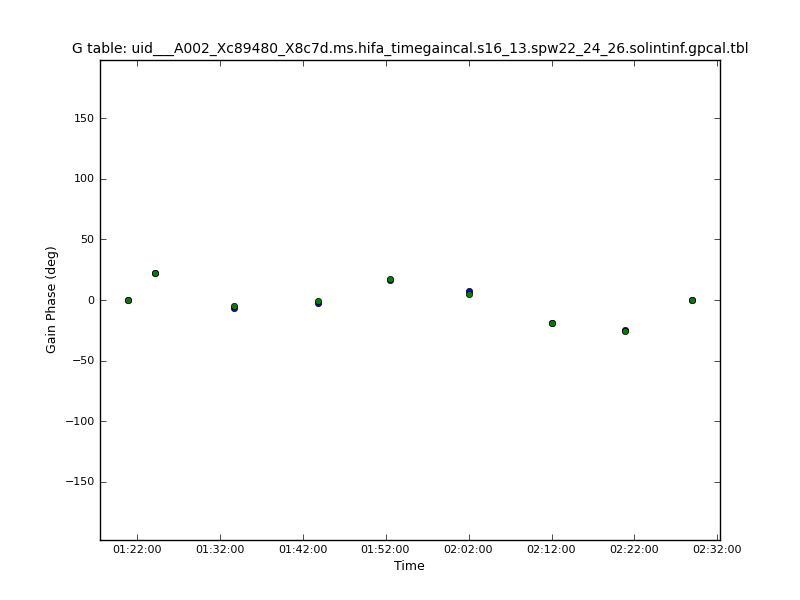 G table: uid___A002_Xc89480_X8c7d.ms.hifa_timegaincal.s16_13.spw22_24_26.solintinf.gpcal.tbl
150
100
50
0
−50
−100
−150
Gain Phase (deg)
01:22:00 01:32:00 01:42:00 01:52:00 02:02:00 02:12:00 02:22:00 02:32:00
Time